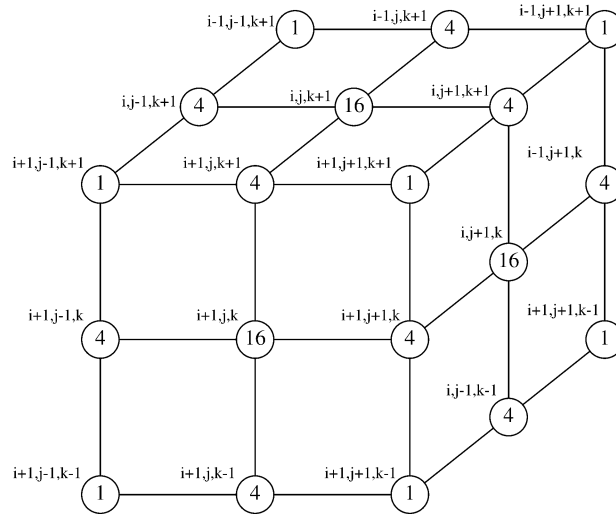 i-1,j-1,k+1 i-1,j,k+1 i-1,j+1,k+1
1 4 1
i,j-1,k+1 i,j,k+1 i,j+1,k+1
4 16 4
i+1,j-1,k+1 i+1,j,k+1 i+1,j+1,k+1 i-1,j+1,k
1 4 1 4
i,j+1,k
16
i+1,j-1,k i+1,j,k i+1,j+1,k i+1,j+1,k-1
4 16 4 1
i,j-1,k-1
4
i+1,j-1,k-1 i+1,j,k-1 i+1,j+1,k-1
1 4 1